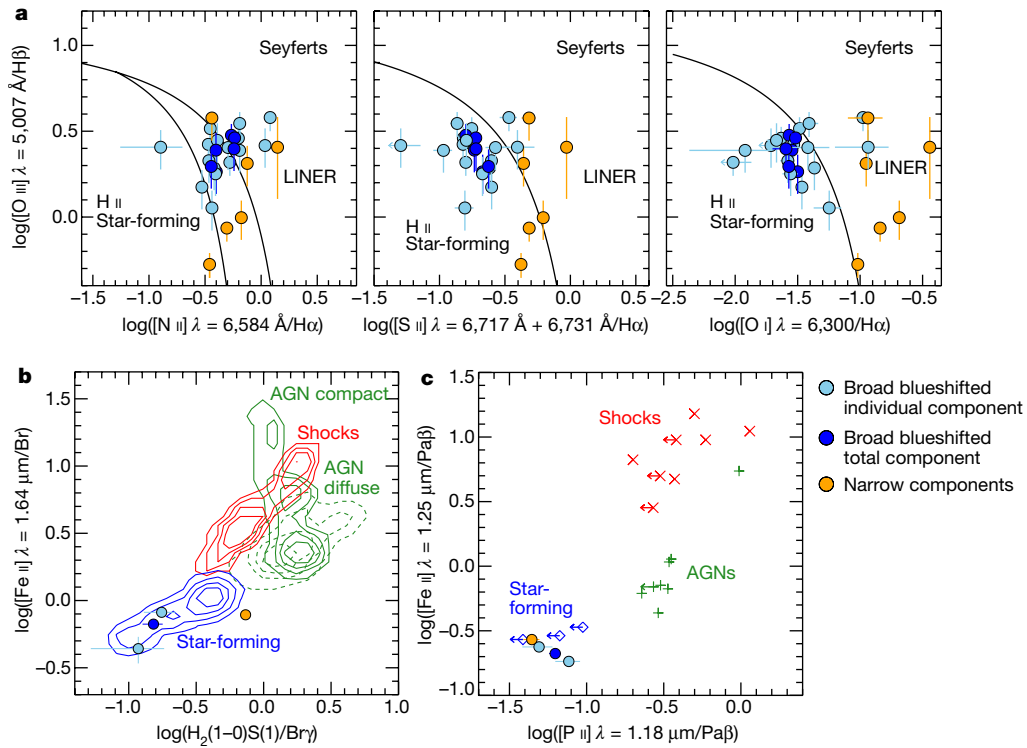 a
Seyferts
Seyferts
Seyferts
LINER
LINER
LINER
H II
Star-forming
H II
Star-forming
H II
Star-forming
1.0
0.5
0.0
log([O III] λ = 5,007 Å/Hβ)
−1.5 −1.0 −0.5 0.0 0.5
−1.5 −1.0 −0.5 0.0 0.5
−2.5 −2.0 −1.5 −1.0 −0.5
log([N II] λ = 6,584 Å/Hα)
log([S II] λ = 6,717 Å + 6,731 Å/Hα)
log([O I] λ = 6,300/Hα)
b
AGN compact
Shocks
AGN
diffuse
Star-forming
1.5
1.0
0.5
0.0
−0.5
log([Fe II] λ = 1.64 μm/Br)
−1.0 −0.5 0.0 0.5 1.0
log(H₂(1–0)S(1)/Brγ)
c
Shocks
AGNs
Star-
forming
1.5
1.0
0.5
0.0
−0.5
−1.0
log([Fe II] λ = 1.25 μm/Paβ)
−1.5 −1.0 −0.5 0.0
log([P II] λ = 1.18 μm/Paβ)
Broad blueshifted
individual component
Broad blueshifted
total component
Narrow components